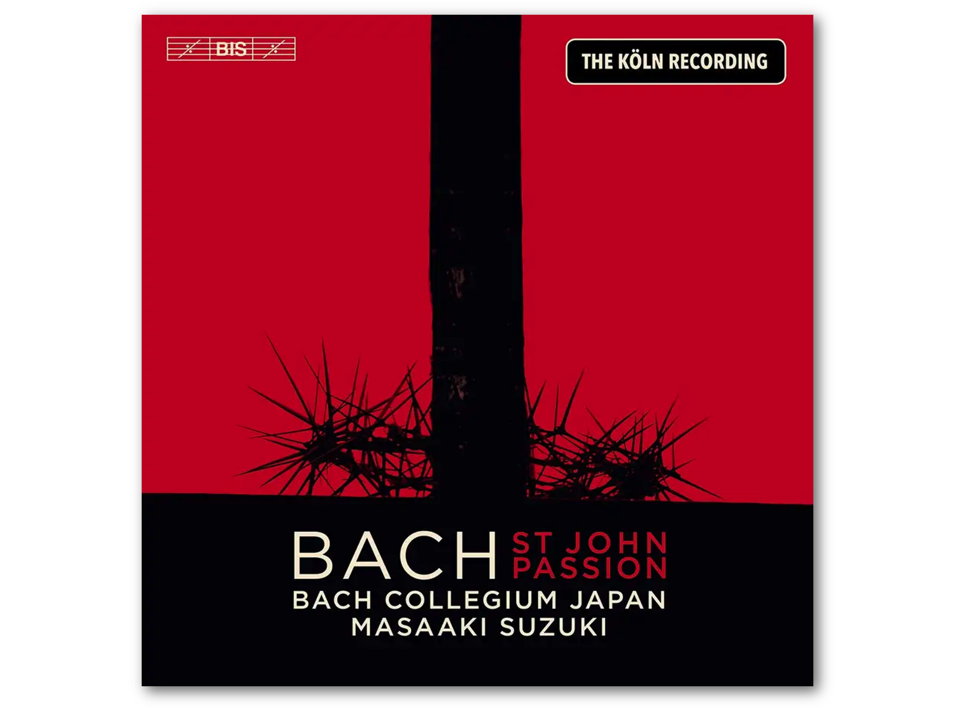 BIS
THE KÖLN RECORDING
BACH
ST JOHN
PASSION
BACH COLLEGIUM JAPAN
MASAAKI SUZUKI